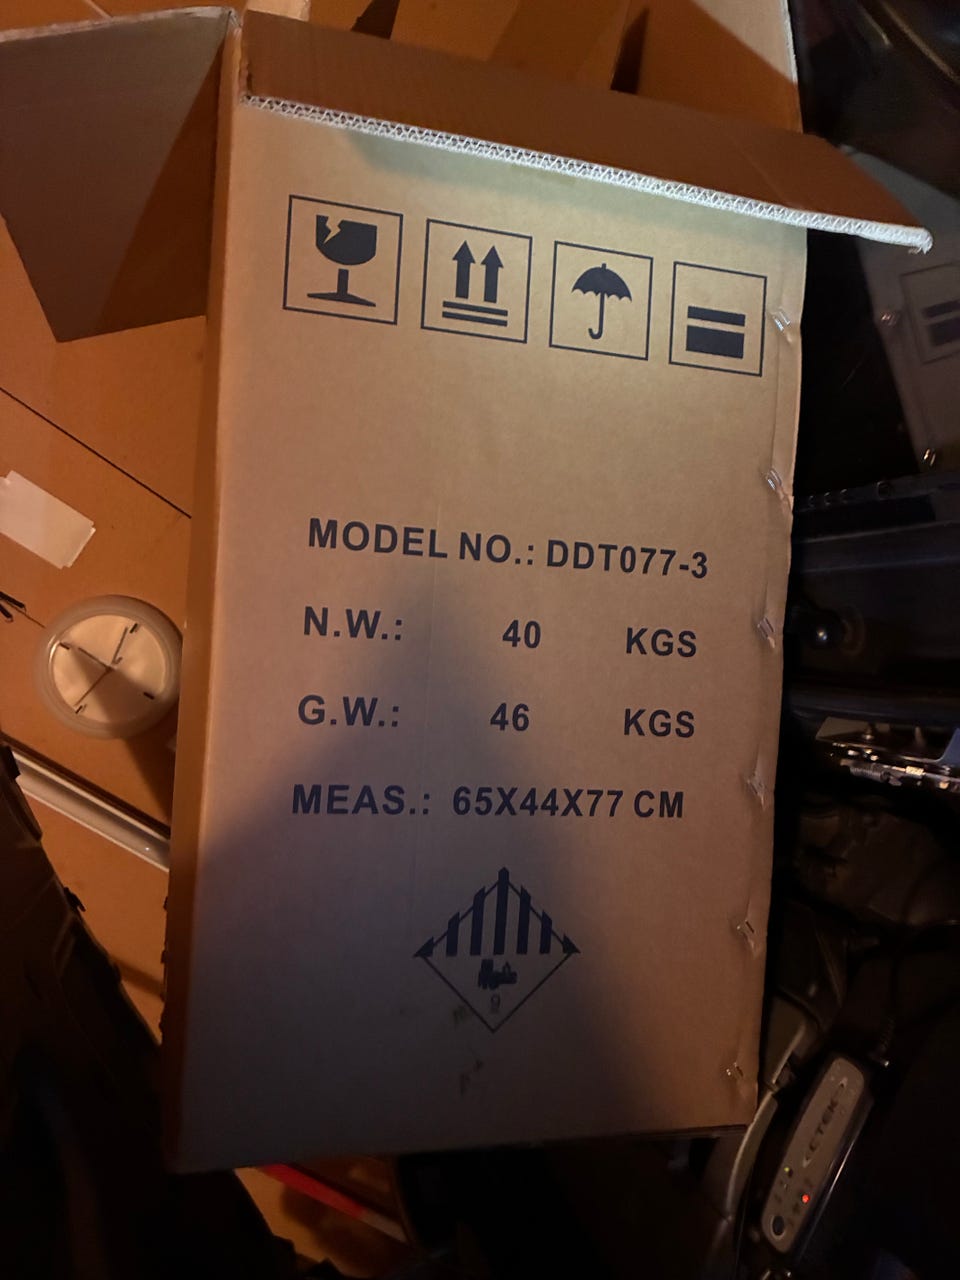 MODEL NO.: DDT077-3
N.W.: 40 KGS
G.W.: 46 KGS
MEAS.: 65X44X77 CM
9
CTEK